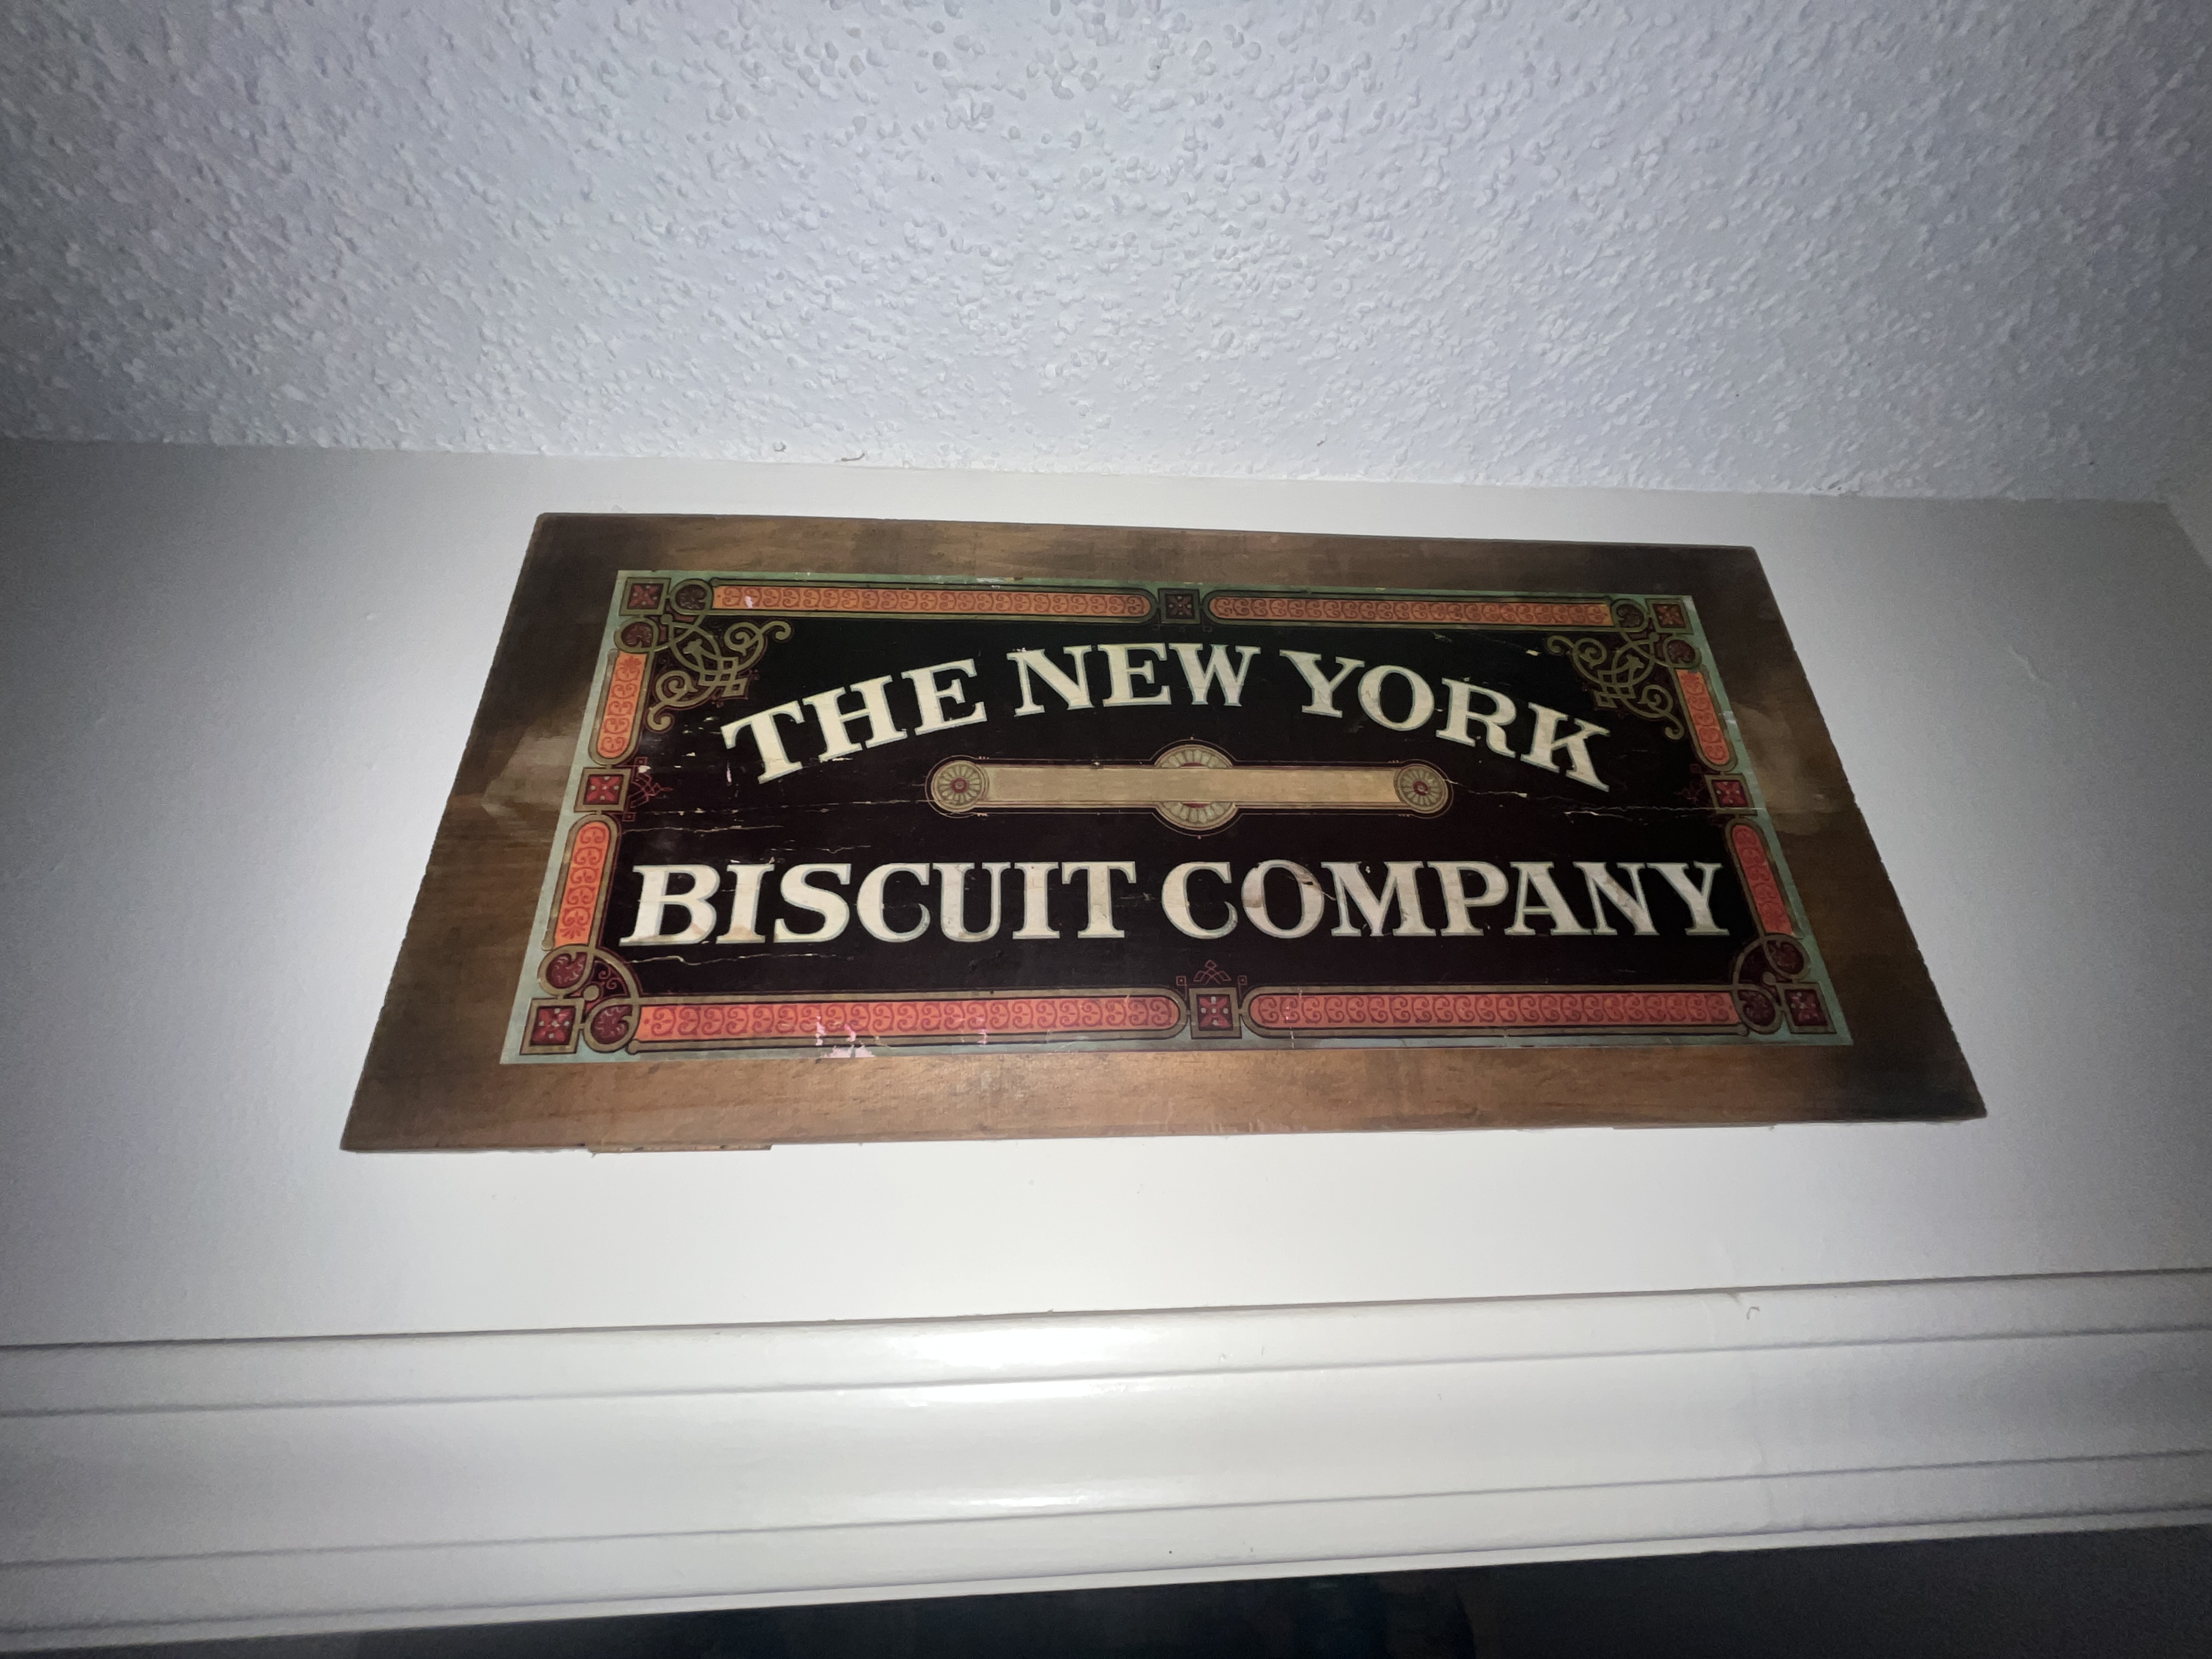 THE NEW YORK
BISCUIT COMPANY